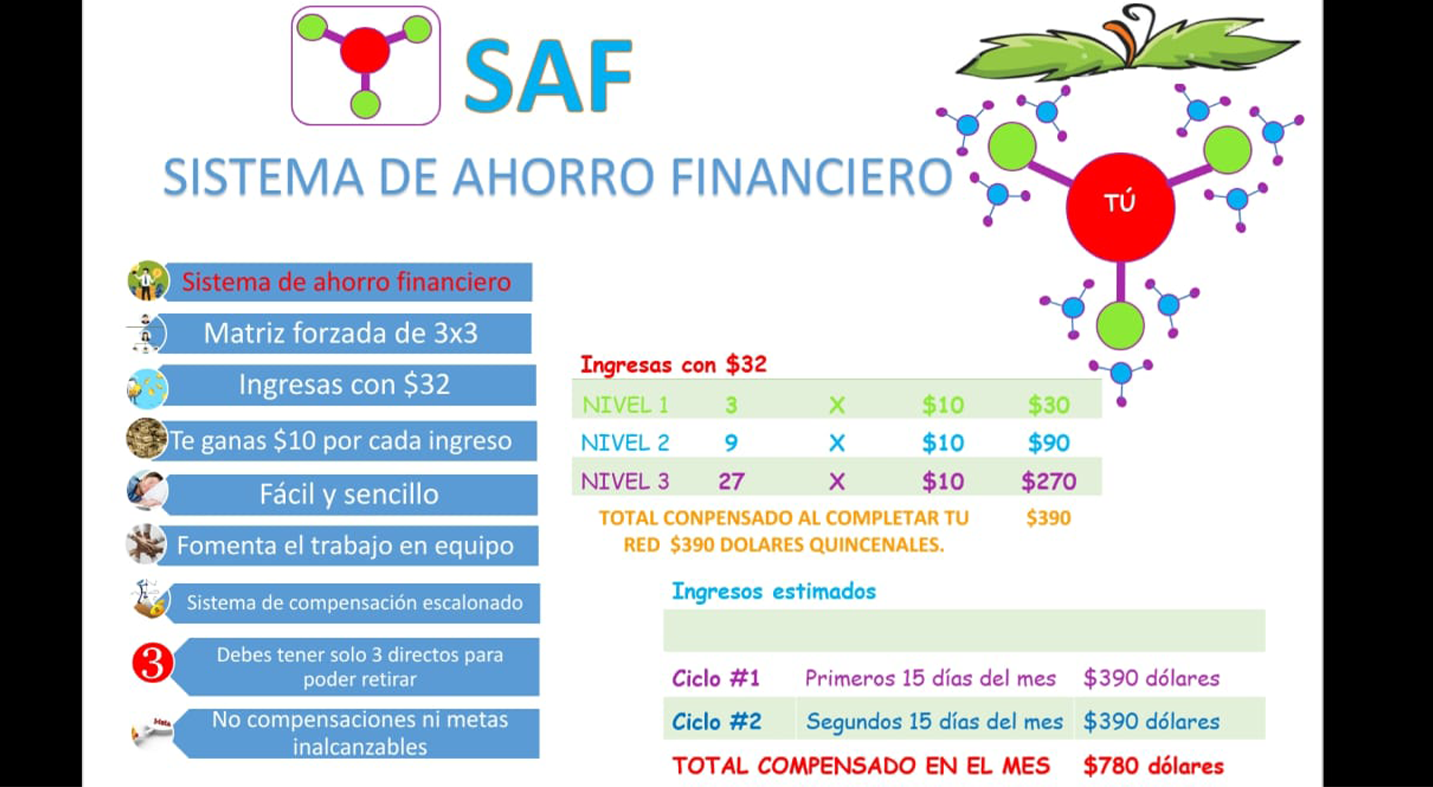 SAF
SISTEMA DE AHORRO FINANCIERO
TÚ
Sistema de ahorro financiero
Matriz forzada de 3x3
Ingresas con $32
Te ganas $10 por cada ingreso
Fácil y sencillo
Fomenta el trabajo en equipo
Sistema de compensación escalonado
3
Debes tener solo 3 directos para
poder retirar
Meta
No compensaciones ni metas
inalcanzables
Ingresas con $32
NIVEL 1 3 X $10 $30
NIVEL 2 9 X $10 $90
NIVEL 3 27 X $10 $270
TOTAL CONPENSADO AL COMPLETAR TU $390
RED $390 DOLARES QUINCENALES.
Ingresos estimados
Ciclo #1 Primeros 15 días del mes $390 dólares
Ciclo #2 Segundos 15 días del mes $390 dólares
TOTAL COMPENSADO EN EL MES $780 dólares